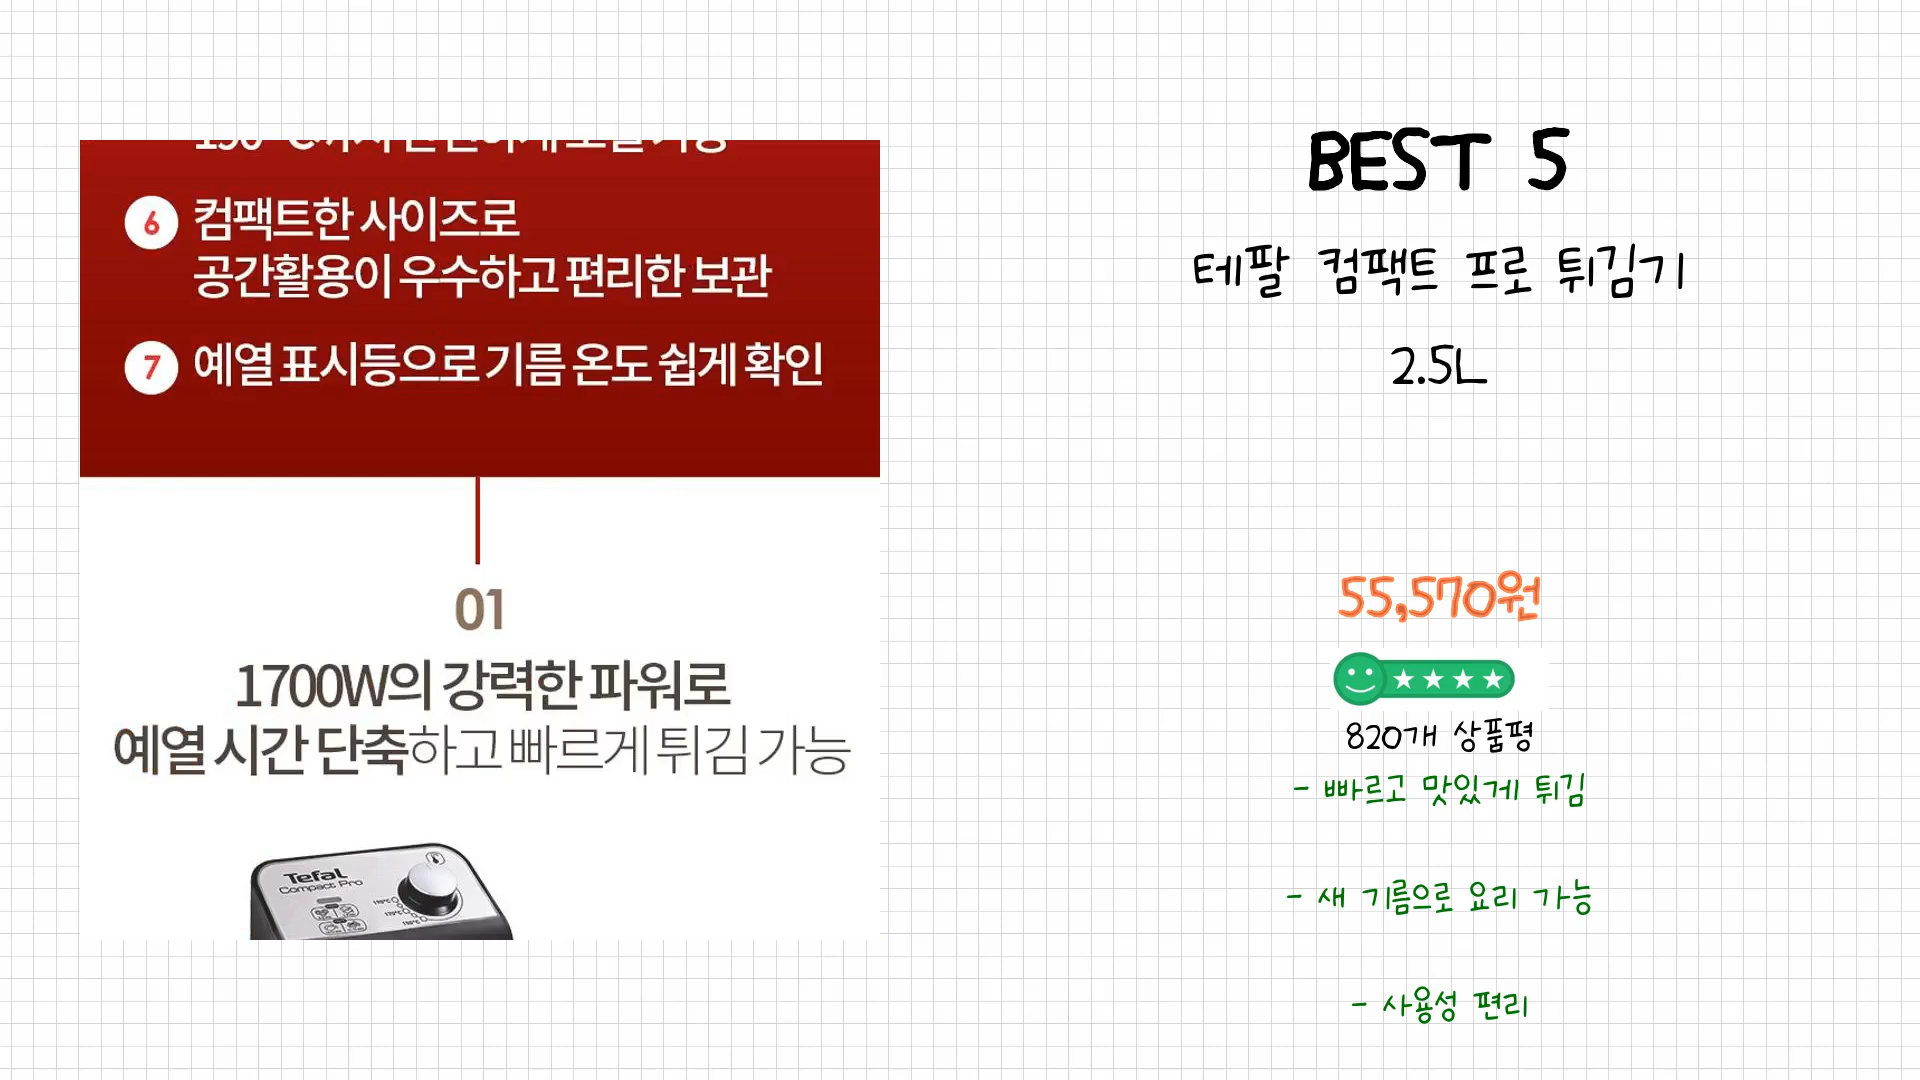 6 컴팩트한 사이즈로
공간활용이 우수하고 편리한 보관
7 예열 표시등으로 기름 온도 쉽게 확인
01
1700W의 강력한 파워로
예열 시간 단축하고 빠르게 튀김 가능
Tefal
Compact Pro
BEST 5
테팔 컴팩트 프로 튀김기
2.5L
55,570원
820개 상품평
- 빠르고 맛있게 튀김
- 새 기름으로 요리 가능
- 사용성 편리